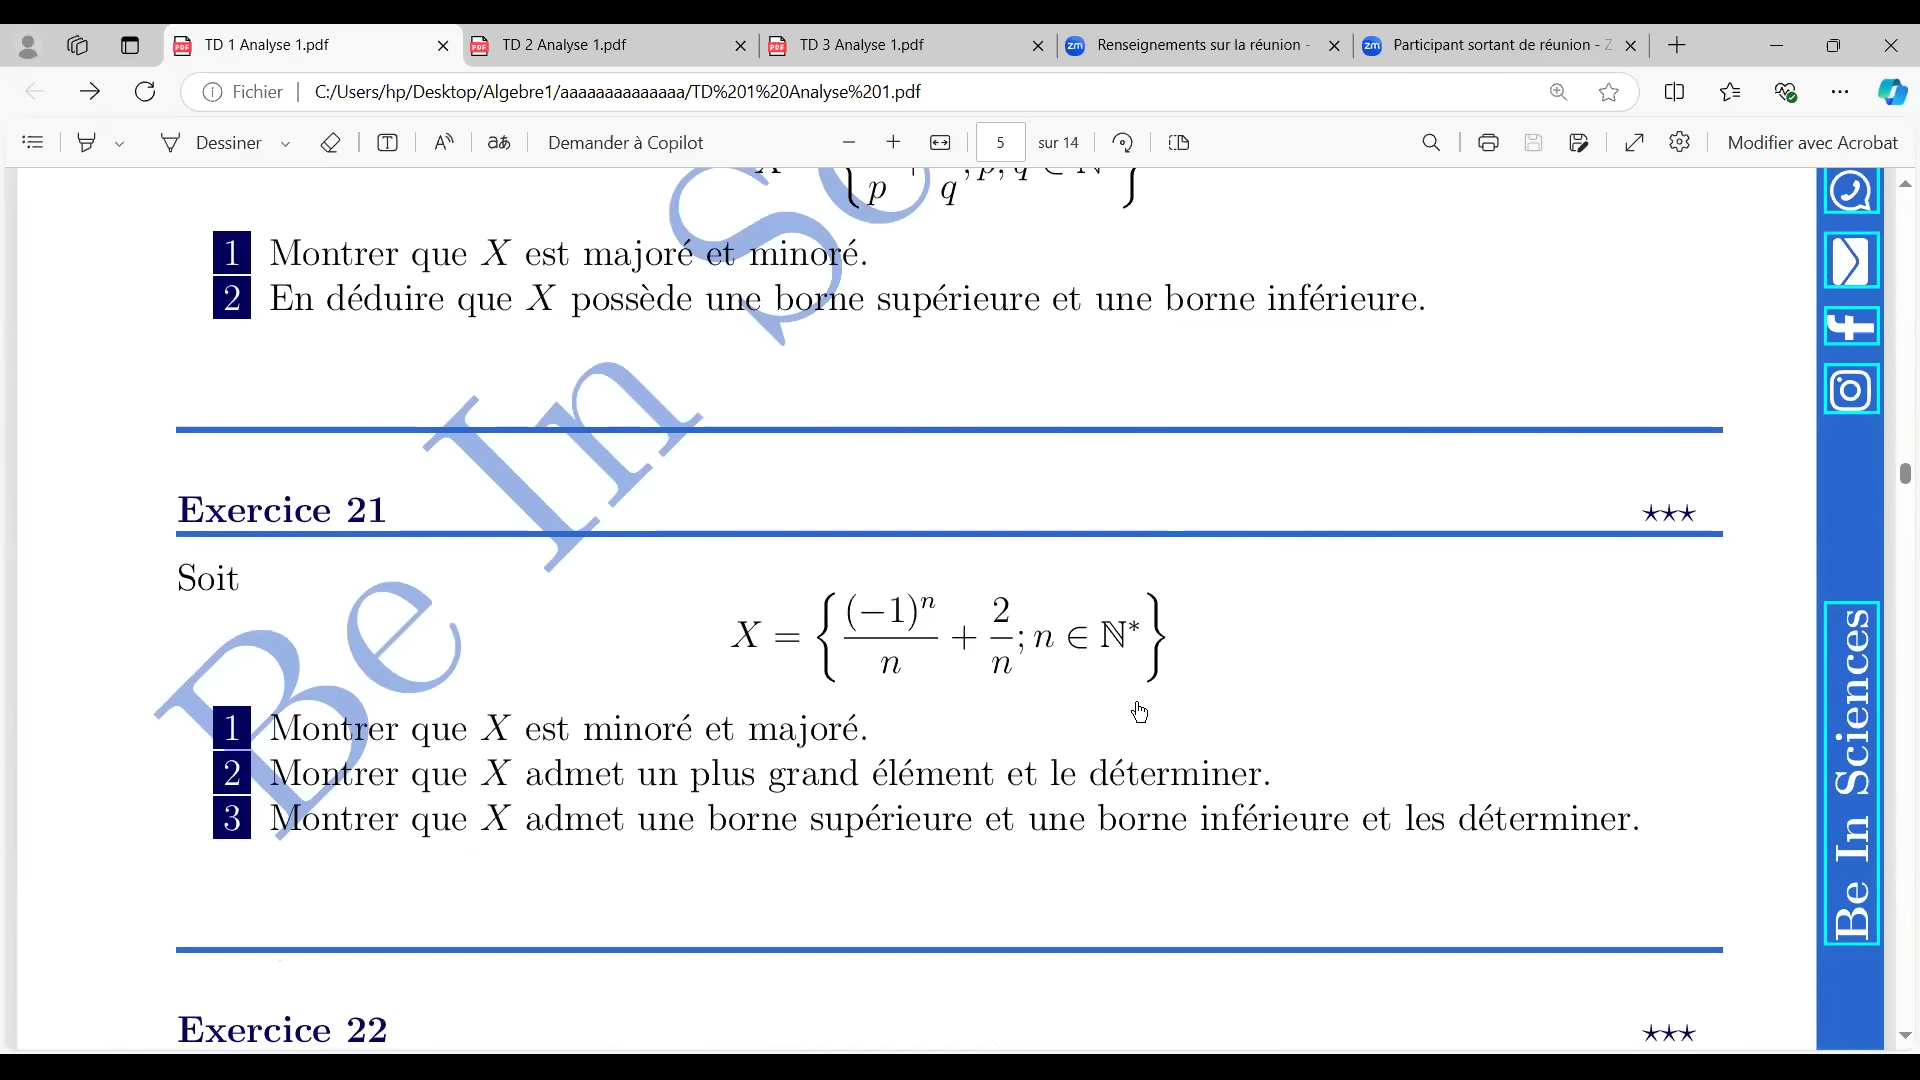 TD 1 Analyse 1.pdf
TD 2 Analyse 1.pdf
TD 3 Analyse 1.pdf
Renseignements sur la réunion -
Participant sortant de réunion - Z
Fichier C:/Users/hp/Desktop/Algebre1/aaaaaaaaaaaaaa/TD%201%20Analyse%201.pdf
Dessiner
Demander à Copilot
5 sur 14
Modifier avec Acrobat
1 Montrer que X est majoré et minoré.
2 En déduire que X possède une borne supérieure et une borne inférieure.
Exercice 21 ⋆⋆⋆
Soit
X = { (−1)^n / n + 2/n ; n ∈ ℕ* }
1 Montrer que X est minoré et majoré.
2 Montrer que X admet un plus grand élément et le déterminer.
3 Montrer que X admet une borne supérieure et une borne inférieure et les déterminer.
Exercice 22 ⋆⋆⋆
Be In Sc
Be In Sciences